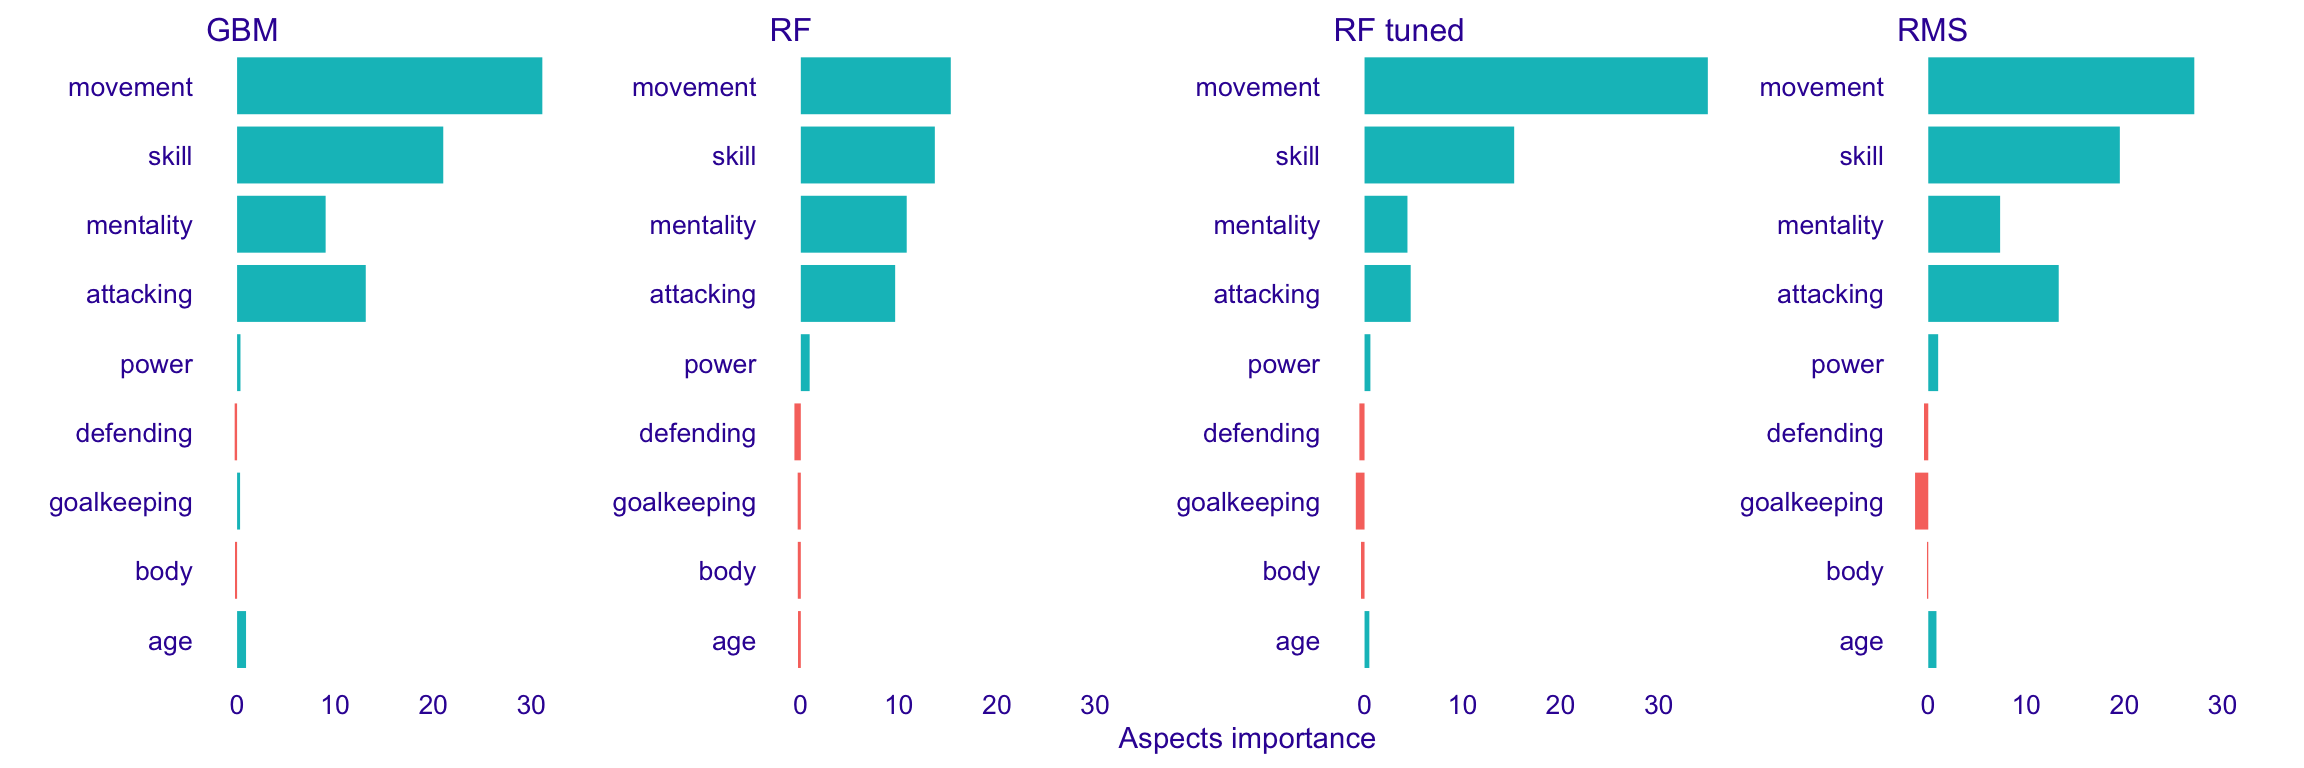 GBM
movement
skill
mentality
attacking
power
defending
goalkeeping
body
age
0 10 20 30
RF
movement
skill
mentality
attacking
power
defending
goalkeeping
body
age
0 10 20 30
RF tuned
movement
skill
mentality
attacking
power
defending
goalkeeping
body
age
0 10 20 30
RMS
movement
skill
mentality
attacking
power
defending
goalkeeping
body
age
0 10 20 30
Aspects importance